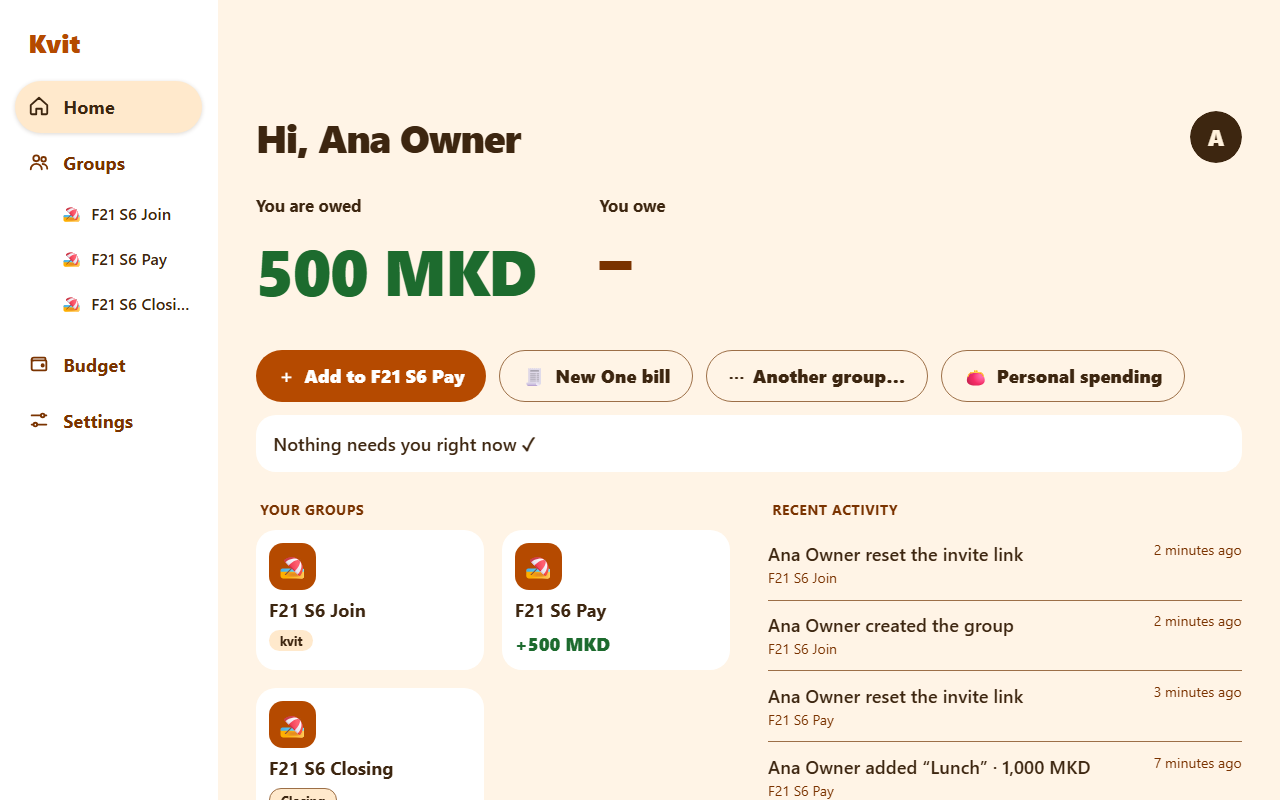 Kvit
Home
Groups
F21 S6 Join
F21 S6 Pay
F21 S6 Closi...
Budget
Settings
Hi, Ana Owner
A
You are owed
500 MKD
You owe
–
+ Add to F21 S6 Pay
New One bill
··· Another group...
Personal spending
Nothing needs you right now ✓
YOUR GROUPS
F21 S6 Join
kvit
F21 S6 Pay
+500 MKD
F21 S6 Closing
Closing
RECENT ACTIVITY
Ana Owner reset the invite link
2 minutes ago
F21 S6 Join
Ana Owner created the group
2 minutes ago
F21 S6 Join
Ana Owner reset the invite link
3 minutes ago
F21 S6 Pay
Ana Owner added “Lunch” · 1,000 MKD
7 minutes ago
F21 S6 Pay